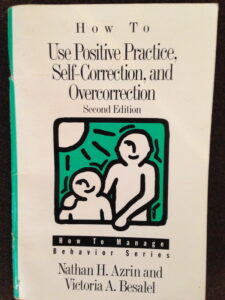 How To
Use Positive Practice,
Self-Correction, and
Overcorrection
Second Edition
How To Manage
Behavior Series
Nathan H. Azrin and
Victoria A. Besalel